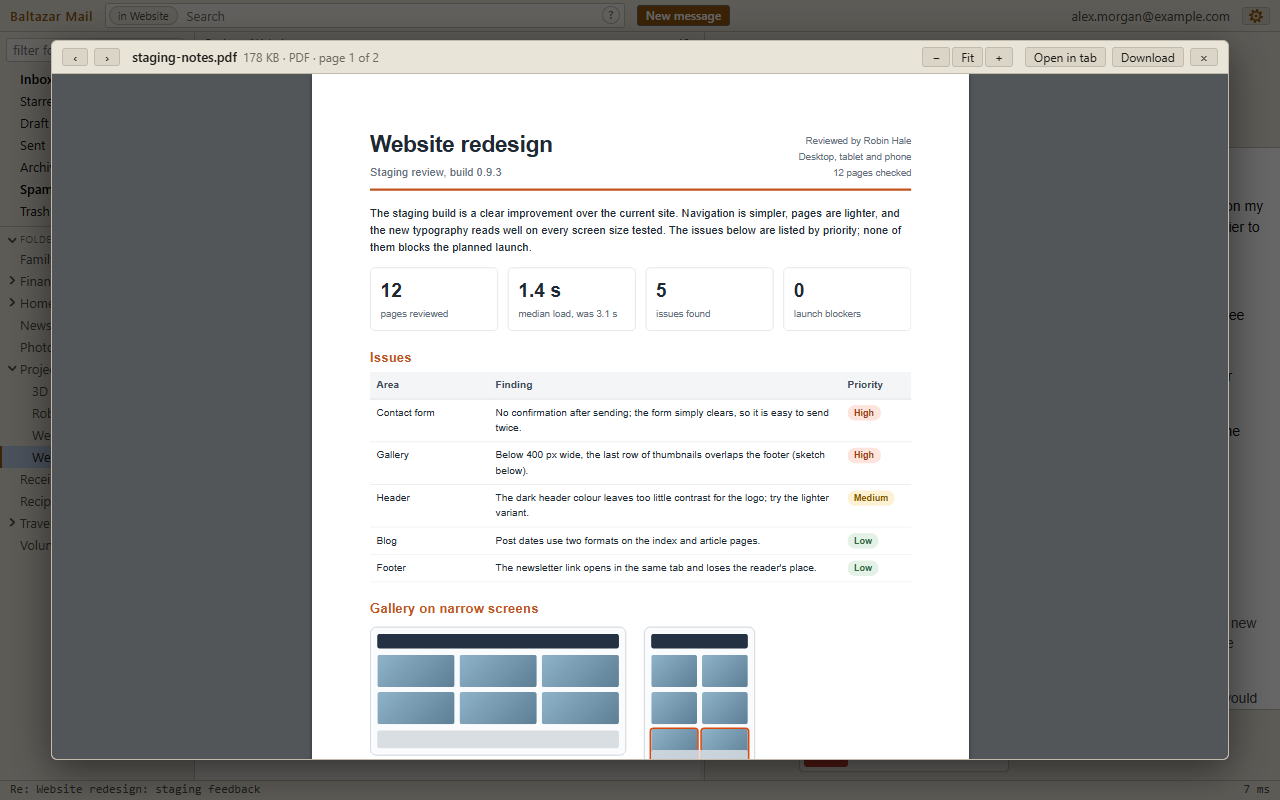 Baltazar Mail
in Website
Search
?
New message
alex.morgan@example.com
‹
›
staging-notes.pdf 178 KB · PDF · page 1 of 2
−
Fit
+
Open in tab
Download
×
Website redesign
Staging review, build 0.9.3
Reviewed by Robin Hale
Desktop, tablet and phone
12 pages checked
The staging build is a clear improvement over the current site. Navigation is simpler, pages are lighter, and
the new typography reads well on every screen size tested. The issues below are listed by priority; none of
them blocks the planned launch.
12
pages reviewed
1.4 s
median load, was 3.1 s
5
issues found
0
launch blockers
Issues
Area Finding Priority
Contact form No confirmation after sending; the form simply clears, so it is easy to send High
twice.
Gallery Below 400 px wide, the last row of thumbnails overlaps the footer (sketch High
below).
Header The dark header colour leaves too little contrast for the logo; try the lighter Medium
variant.
Blog Post dates use two formats on the index and article pages. Low
Footer The newsletter link opens in the same tab and loses the reader's place. Low
Gallery on narrow screens
filter
Draft
Sent
Trash
3D
on my
to
new
Re: Website redesign: staging feedback
7 ms